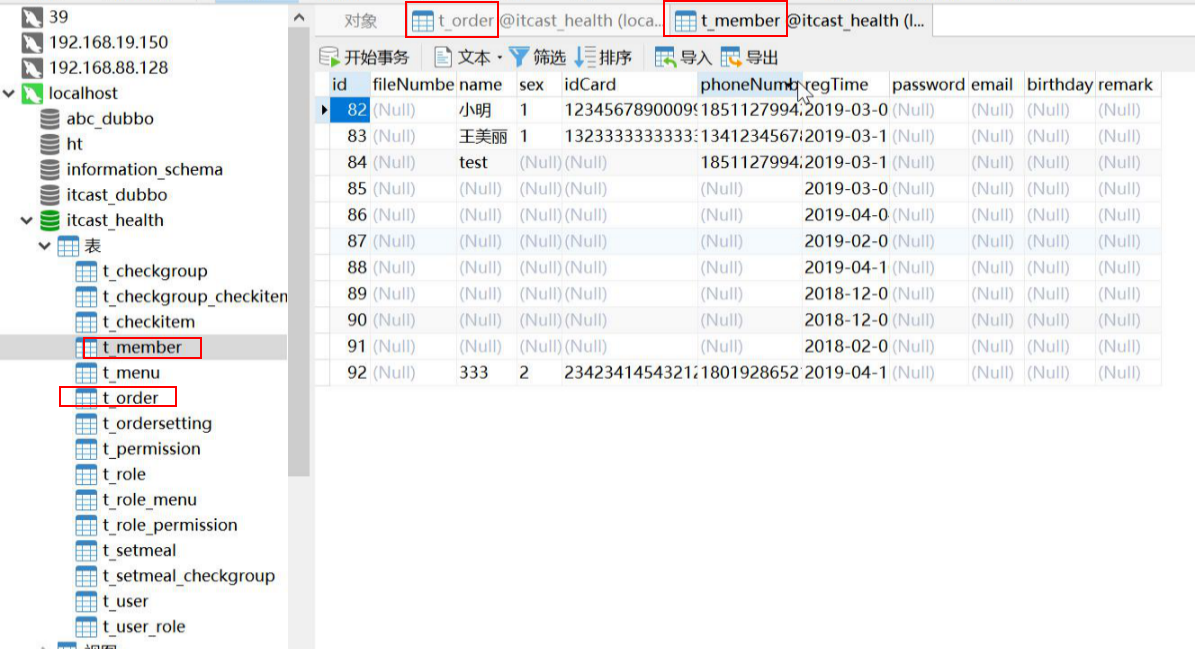 39
192.168.19.150
192.168.88.128
localhost
abc_dubbo
ht
information_schema
itcast_dubbo
itcast_health
表
t_checkgroup
t_checkgroup_checkiten
t_checkitem
t_member
t_menu
t_order
t_ordersetting
t_permission
t_role
t_role_menu
t_role_permission
t_setmeal
t_setmeal_checkgroup
t_user
t_user_role
对象 t_order @itcast_health (loca... t_member @itcast_health (l...
开始事务 文本 · 筛选 排序 导入 导出
id fileNumbe name sex idCard phoneNumb regTime password email birthday remark
82 (Null) 小明 1 12345678900099 1851127994 2019-03-0 (Null) (Null) (Null) (Null)
83 (Null) 王美丽 1 1323333333333 1341234567 2019-03-1 (Null) (Null) (Null) (Null)
84 (Null) test (Null) (Null) 1851127994 2019-03-1 (Null) (Null) (Null) (Null)
85 (Null) (Null) (Null) (Null) (Null) 2019-03-0 (Null) (Null) (Null) (Null)
86 (Null) (Null) (Null) (Null) (Null) 2019-04-0 (Null) (Null) (Null) (Null)
87 (Null) (Null) (Null) (Null) (Null) 2019-02-0 (Null) (Null) (Null) (Null)
88 (Null) (Null) (Null) (Null) (Null) 2019-04-1 (Null) (Null) (Null) (Null)
89 (Null) (Null) (Null) (Null) (Null) 2018-12-0 (Null) (Null) (Null) (Null)
90 (Null) (Null) (Null) (Null) (Null) 2018-12-0 (Null) (Null) (Null) (Null)
91 (Null) (Null) (Null) (Null) (Null) 2018-02-0 (Null) (Null) (Null) (Null)
92 (Null) 333 2 2342341454321 1801928652 2019-04-1 (Null) (Null) (Null) (Null)